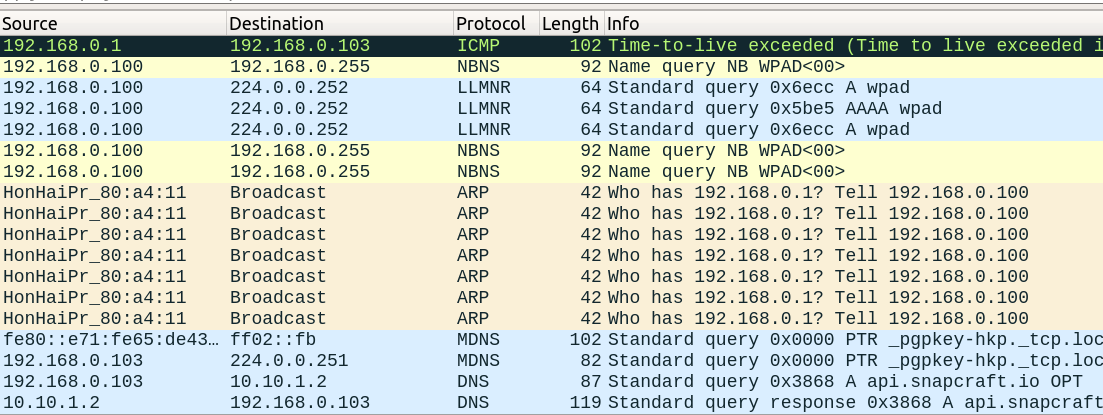 Source Destination Protocol Length Info
192.168.0.1 192.168.0.103 ICMP 102 Time-to-live exceeded (Time to live exceeded i
192.168.0.100 192.168.0.255 NBNS 92 Name query NB WPAD<00>
192.168.0.100 224.0.0.252 LLMNR 64 Standard query 0x6ecc A wpad
192.168.0.100 224.0.0.252 LLMNR 64 Standard query 0x5be5 AAAA wpad
192.168.0.100 224.0.0.252 LLMNR 64 Standard query 0x6ecc A wpad
192.168.0.100 192.168.0.255 NBNS 92 Name query NB WPAD<00>
192.168.0.100 192.168.0.255 NBNS 92 Name query NB WPAD<00>
HonHaiPr_80:a4:11 Broadcast ARP 42 Who has 192.168.0.1? Tell 192.168.0.100
HonHaiPr_80:a4:11 Broadcast ARP 42 Who has 192.168.0.1? Tell 192.168.0.100
HonHaiPr_80:a4:11 Broadcast ARP 42 Who has 192.168.0.1? Tell 192.168.0.100
HonHaiPr_80:a4:11 Broadcast ARP 42 Who has 192.168.0.1? Tell 192.168.0.100
HonHaiPr_80:a4:11 Broadcast ARP 42 Who has 192.168.0.1? Tell 192.168.0.100
HonHaiPr_80:a4:11 Broadcast ARP 42 Who has 192.168.0.1? Tell 192.168.0.100
HonHaiPr_80:a4:11 Broadcast ARP 42 Who has 192.168.0.1? Tell 192.168.0.100
fe80::e71:fe65:de43… ff02::fb MDNS 102 Standard query 0x0000 PTR _pgpkey-hkp._tcp.loc
192.168.0.103 224.0.0.251 MDNS 82 Standard query 0x0000 PTR _pgpkey-hkp._tcp.loc
192.168.0.103 10.10.1.2 DNS 87 Standard query 0x3868 A api.snapcraft.io OPT
10.10.1.2 192.168.0.103 DNS 119 Standard query response 0x3868 A api.snapcraft